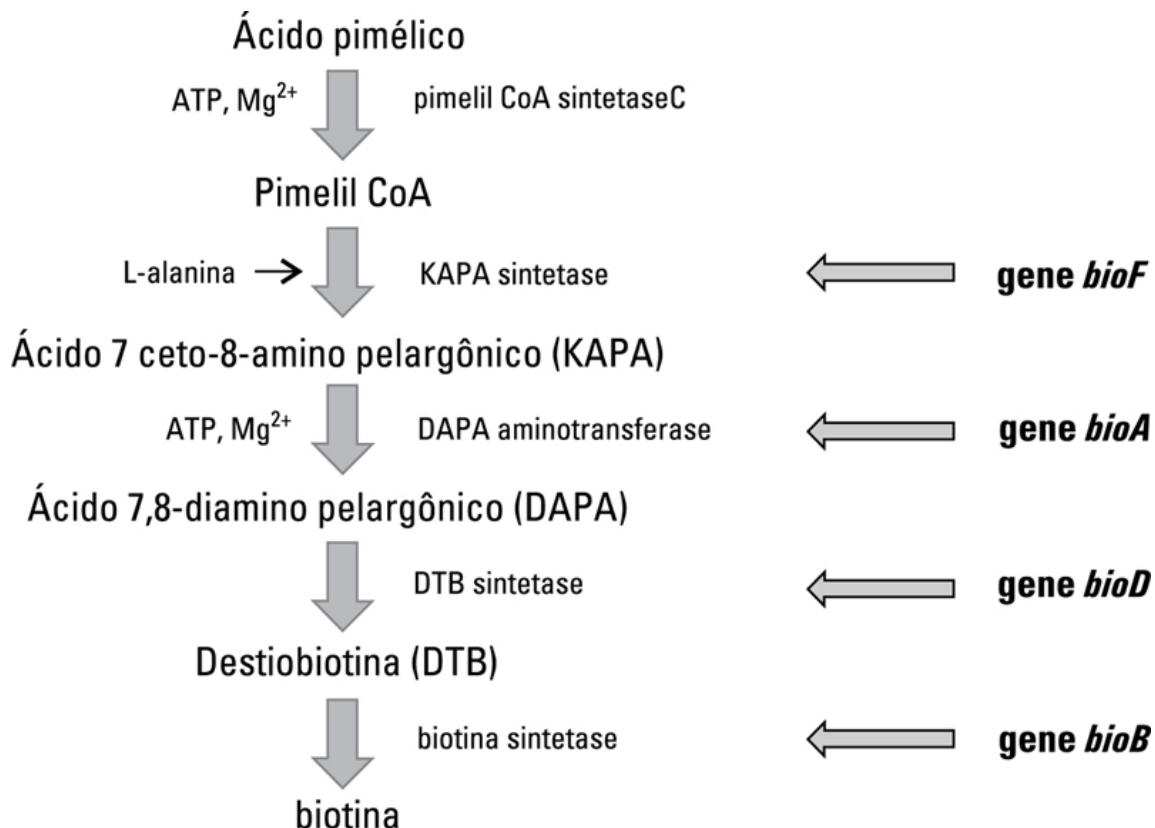 Ácido pimélico
ATP, Mg²⁺ pimelil CoA sintetaseC
Pimelil CoA
L-alanina KAPA sintetase gene bioF
Ácido 7 ceto-8-amino pelargônico (KAPA)
ATP, Mg²⁺ DAPA aminotransferase gene bioA
Ácido 7,8-diamino pelargônico (DAPA)
DTB sintetase gene bioD
Destiobiotina (DTB)
biotina sintetase gene bioB
biotina